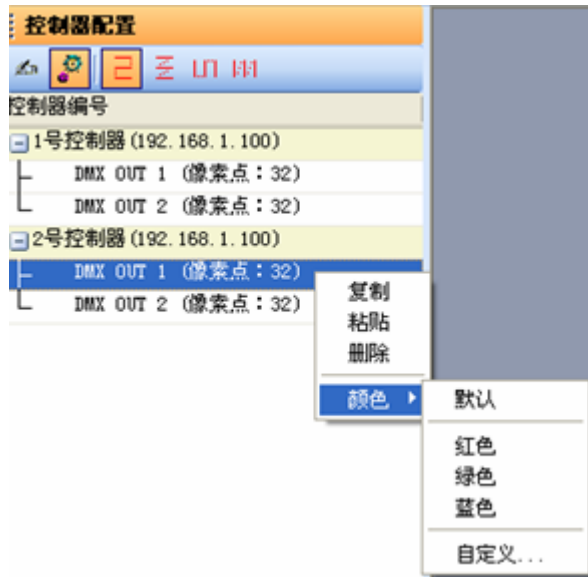 控制器配置
控制器编号
1号控制器(192.168.1.100)
DMX OUT 1 (像素点：32)
DMX OUT 2 (像素点：32)
2号控制器(192.168.1.100)
DMX OUT 1 (像素点：32)
DMX OUT 2 (像素点：32)
复制
粘贴
删除
颜色
默认
红色
绿色
蓝色
自定义...